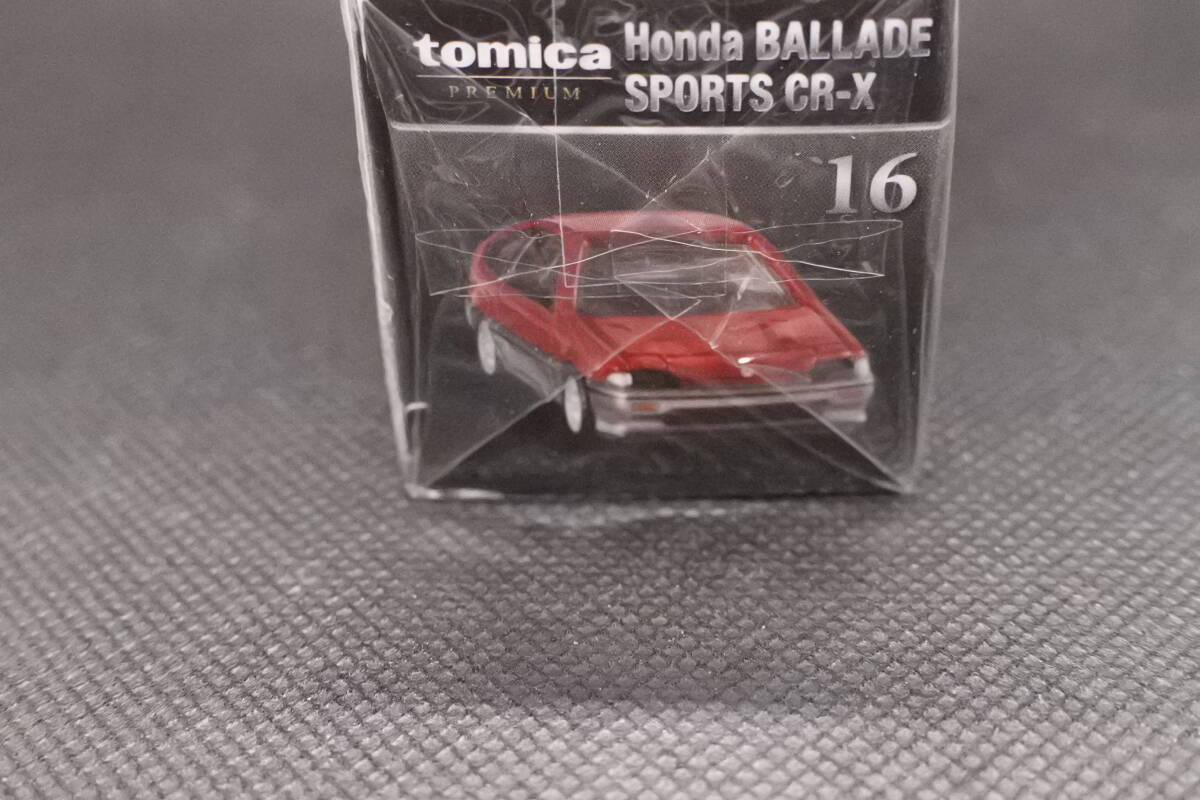 tomica
PREMIUM
Honda BALLADE
SPORTS CR-X
16